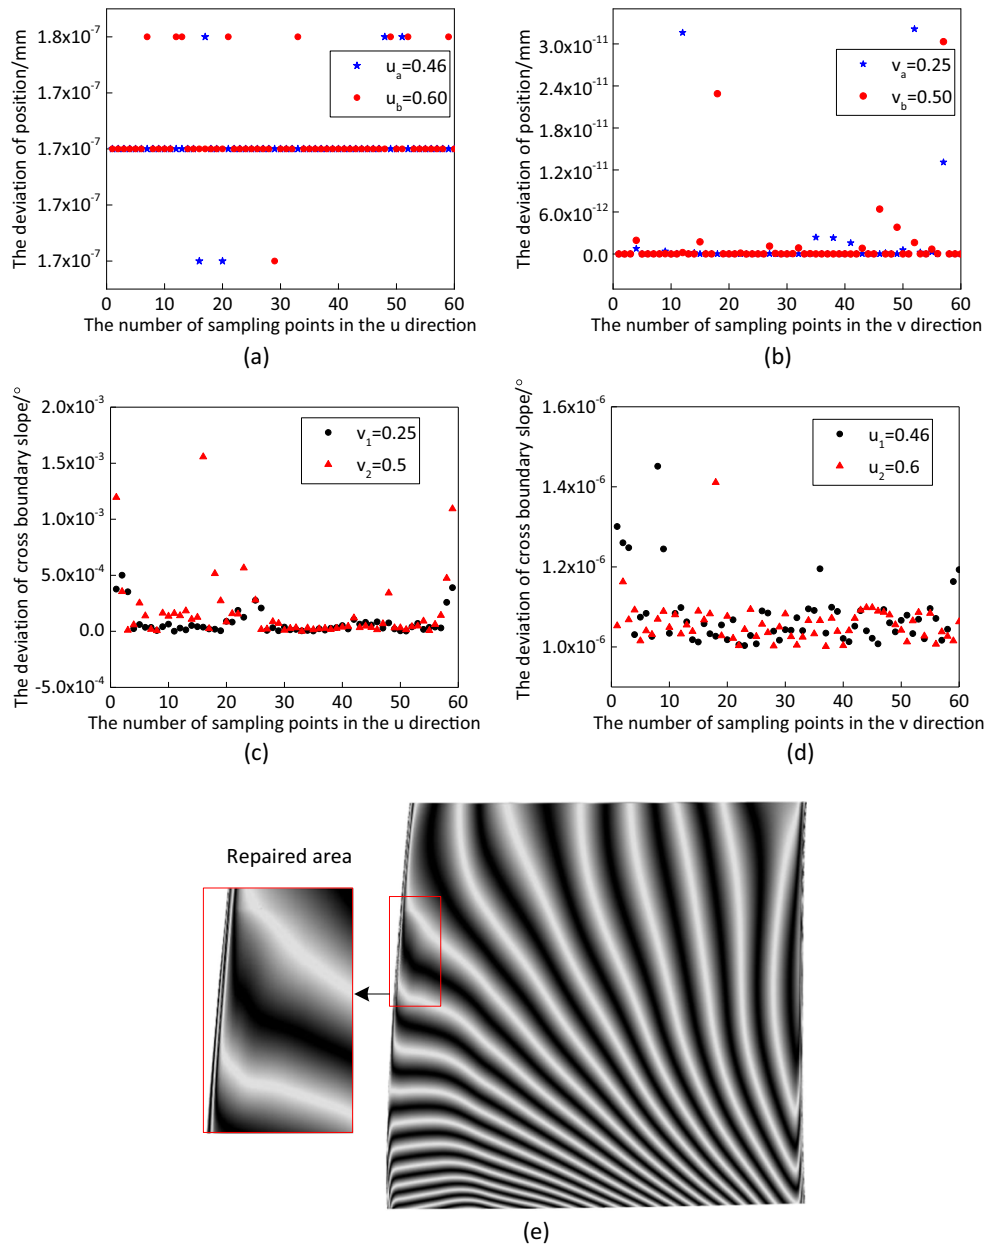 The deviation of position/mm
1.8x10-7
1.7x10-7
1.7x10-7
1.7x10-7
1.7x10-7
ua=0.46
ub=0.60
0 10 20 30 40 50 60
The number of sampling points in the u direction
(a)
The deviation of position/mm
3.0x10-11
2.4x10-11
1.8x10-11
1.2x10-11
6.0x10-12
0.0
va=0.25
vb=0.50
0 10 20 30 40 50 60
The number of sampling points in the v direction
(b)
The deviation of cross boundary slope/°
2.0x10-3
1.5x10-3
1.0x10-3
5.0x10-4
0.0
-5.0x10-4
v1=0.25
v2=0.5
0 10 20 30 40 50 60
The number of sampling points in the u direction
(c)
The deviation of cross boundary slope/°
1.6x10-6
1.4x10-6
1.2x10-6
1.0x10-6
u1=0.46
u2=0.6
0 10 20 30 40 50 60
The number of sampling points in the v direction
(d)
Repaired area
(e)